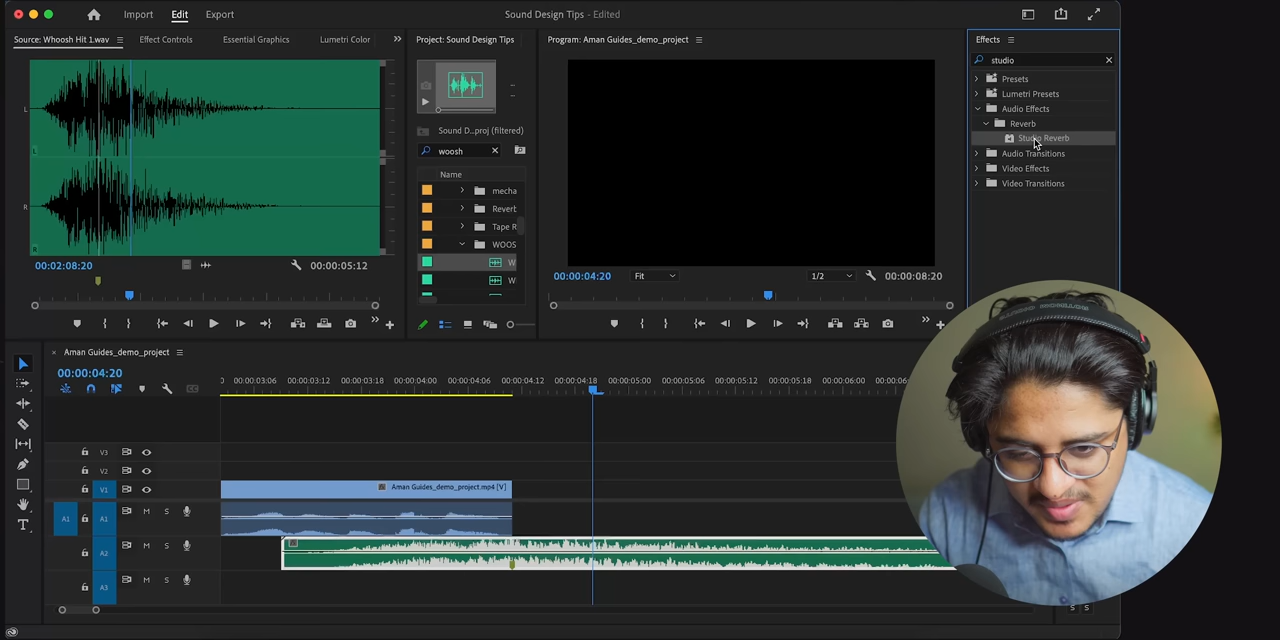 Import
Edit
Export
Sound Design Tips - Edited
Source: Whoosh Hit 1.wav
Effect Controls
Essential Graphics
Lumetri Color
L
R
L
R
00:02:08:20
00:00:05:12
Project: Sound Design Tips
Sound D...proj (filtered)
woosh
Name
mecha
Revert
Tape R
WOOS
W
W
Program: Aman Guides_demo_project
00:00:04:20
Fit
1/2
00:00:08:20
Effects
studio
Presets
Lumetri Presets
Audio Effects
Reverb
Studio Reverb
Audio Transitions
Video Effects
Video Transitions
Aman Guides_demo_project
00:00:04:20
0
00:00:03:06
00:00:03:12
00:00:03:18
00:00:04:00
00:00:04:06
00:00:04:12
00:00:04:18
00:00:05:00
00:00:05:06
00:00:05:12
00:00:05:18
00:00:06:00
00:00:06
V3
V2
V1
Aman Guides_demo_project.mp4 [V]
A1
A1
M
S
A2
M
S
A3
M
S
S
S